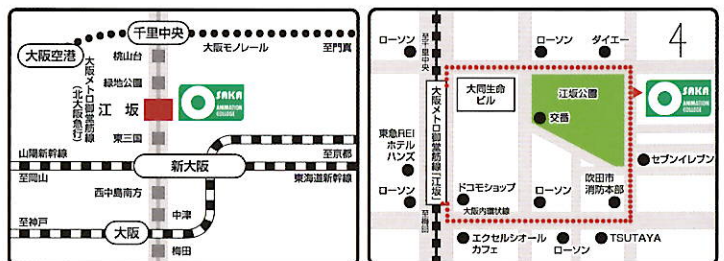 千里中央
大阪空港
大阪モノレール
至門真
桃山台
緑地公園
大阪メトロ御堂筋線
(北大阪急行)
江坂
OSAKA
ANIMATION
COLLEGE
東三国
山陽新幹線
至岡山
新大阪
至京都
東海道新幹線
西中島南方
至神戸
大阪
中津
梅田
4
ローソン
至千里中央
ローソン
ダイエー
大同生命
ビル
江坂公園
OSAKA
ANIMATION
COLLEGE
交番
大阪メトロ御堂筋線「江坂」
東急REI
ホテル
ハンズ
セブンイレブン
ローソン
ドコモショップ
ローソン
吹田市
消防本部
大阪内環状線
至梅田
エクセルシオール
カフェ
ローソン
TSUTAYA